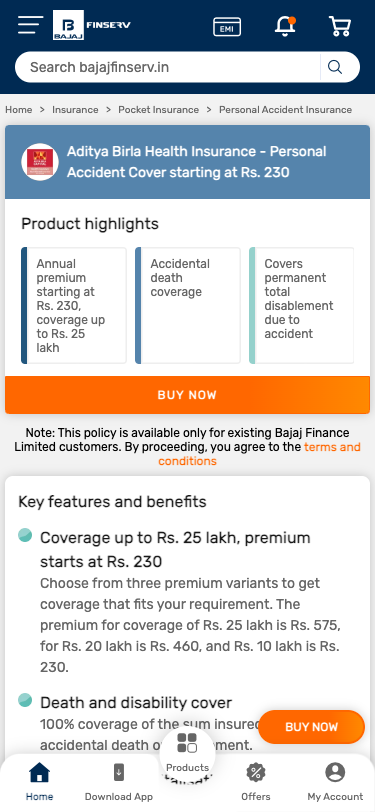 BAJAJ FINSERV
EMI
Search bajajfinserv.in
Home > Insurance > Pocket Insurance > Personal Accident Insurance
Aditya Birla Health Insurance - Personal
Accident Cover starting at Rs. 230
Product highlights
Annual
premium
starting at
Rs. 230,
coverage up
to Rs. 25
lakh
Accidental
death
coverage
Covers
permanent
total
disablement
due to
accident
BUY NOW
Note: This policy is available only for existing Bajaj Finance
Limited customers. By proceeding, you agree to the terms and
conditions
Key features and benefits
Coverage up to Rs. 25 lakh, premium
starts at Rs. 230
Choose from three premium variants to get
coverage that fits your requirement. The
premium for coverage of Rs. 25 lakh is Rs. 575,
for Rs. 20 lakh is Rs. 460, and Rs. 10 lakh is Rs.
230.
Death and disability cover
100% coverage of the sum insured
BUY NOW
accidental death
Home
Download App
Products
Offers
My Account